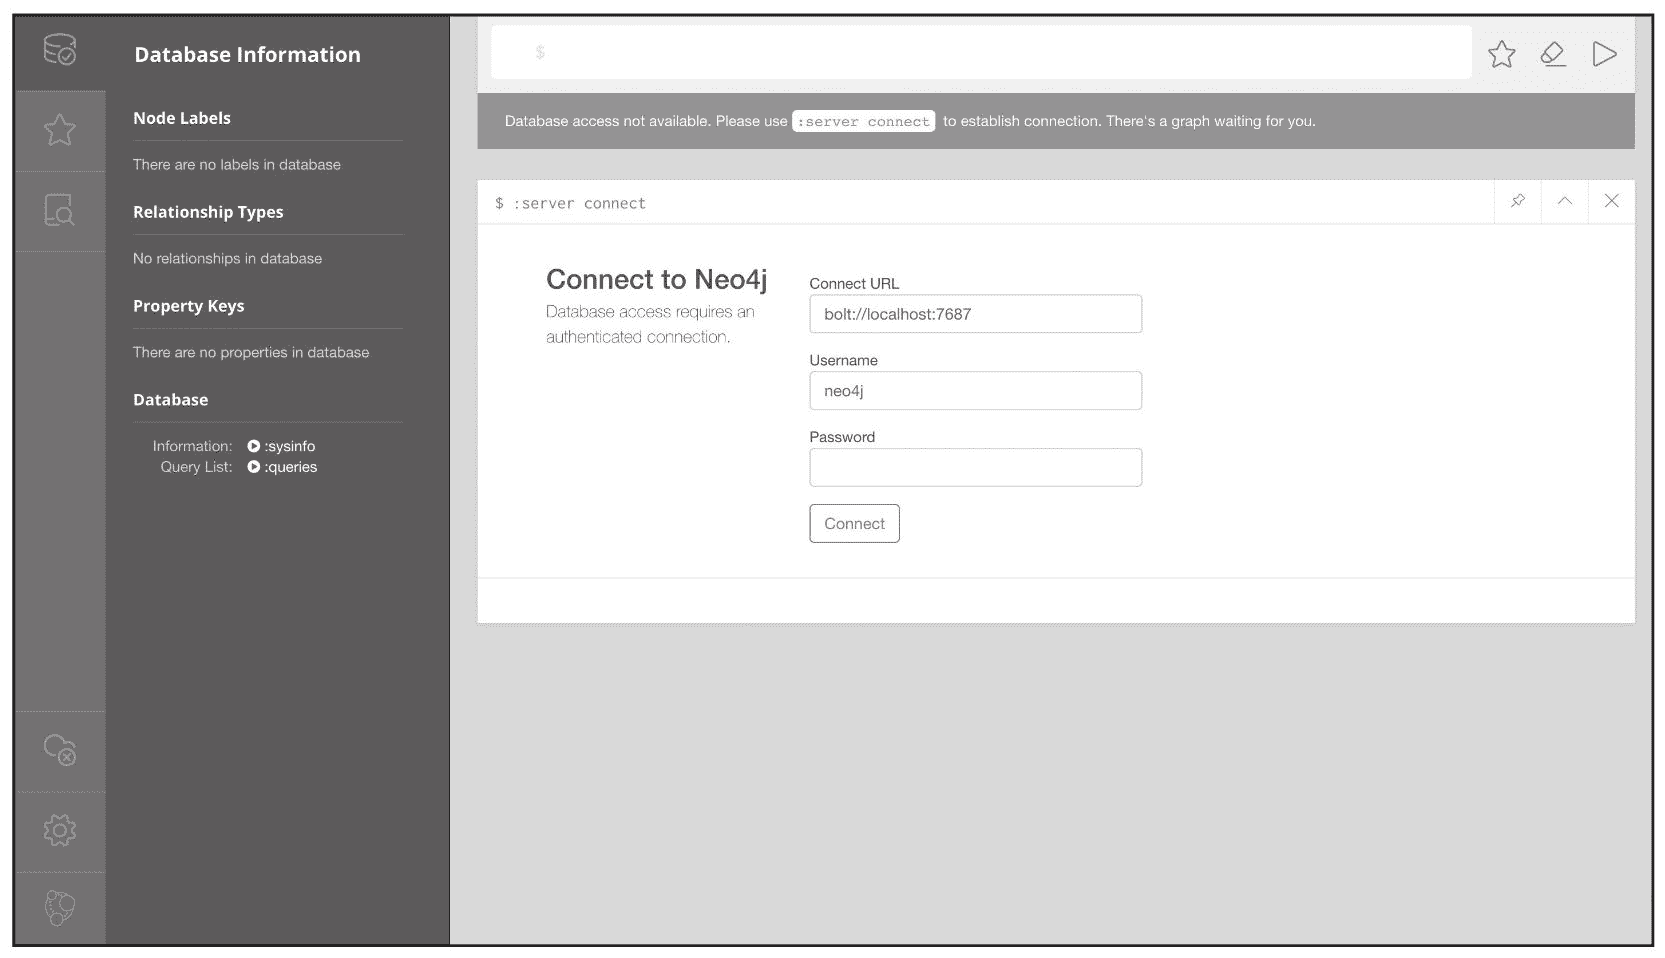 Database Information
Node Labels
There are no labels in database
Relationship Types
No relationships in database
Property Keys
There are no properties in database
Database
Information: :sysinfo
Query List: :queries
$
Database access not available. Please use :server connect to establish connection. There's a graph waiting for you.
$ :server connect
Connect to Neo4j
Database access requires an
authenticated connection.
Connect URL
bolt://localhost:7687
Username
neo4j
Password
Connect